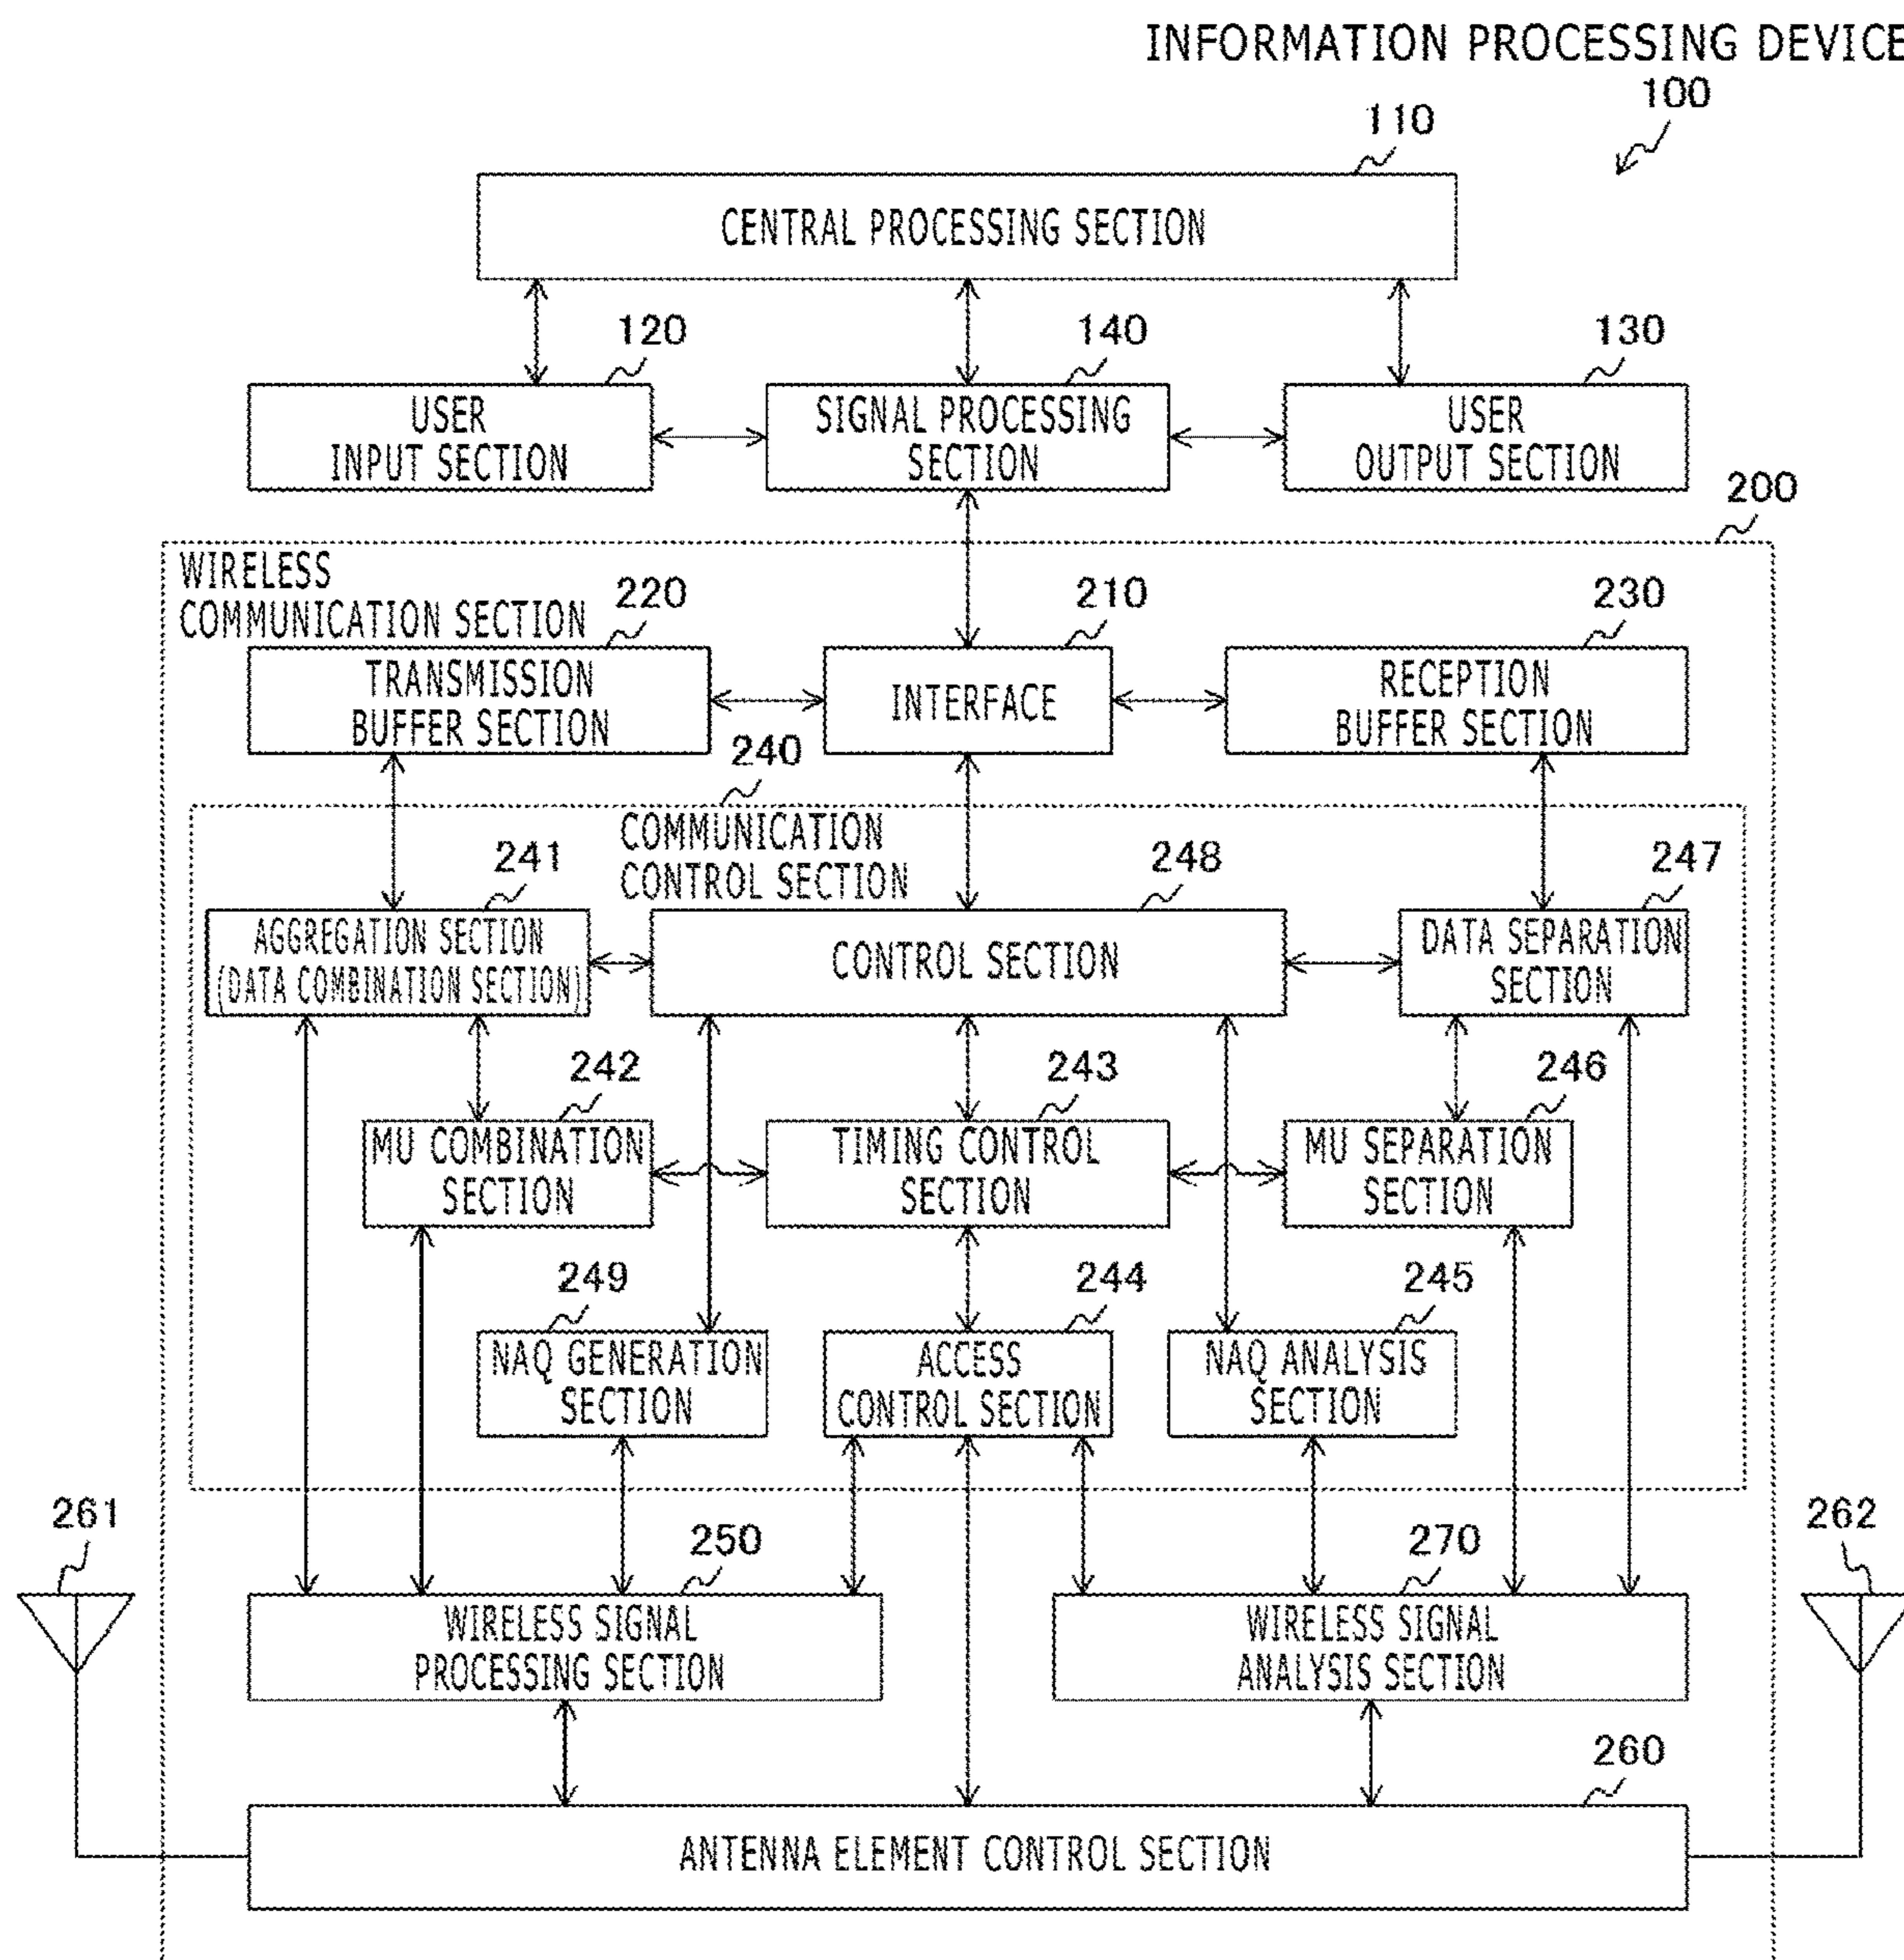 INFORMATION PROCESSING DEVICE
100
110
CENTRAL PROCESSING SECTION
120
140
130
USER
INPUT SECTION
SIGNAL PROCESSING
SECTION
USER
OUTPUT SECTION
200
WIRELESS
COMMUNICATION SECTION
220
210
230
TRANSMISSION
BUFFER SECTION
INTERFACE
RECEPTION
BUFFER SECTION
240
COMMUNICATION
CONTROL SECTION
241
248
247
AGGREGATION SECTION
(DATA COMBINATION SECTION)
CONTROL SECTION
DATA SEPARATION
SECTION
242
243
246
MU COMBINATION
SECTION
TIMING CONTROL
SECTION
MU SEPARATION
SECTION
249
244
245
NAQ GENERATION
SECTION
ACCESS
CONTROL SECTION
NAQ ANALYSIS
SECTION
261
250
270
262
WIRELESS SIGNAL
PROCESSING SECTION
WIRELESS SIGNAL
ANALYSIS SECTION
260
ANTENNA ELEMENT CONTROL SECTION